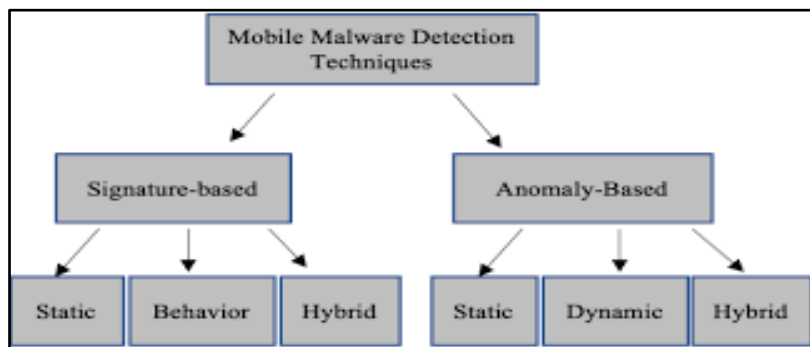 Mobile Malware Detection
Techniques
Signature-based
Anomaly-Based
Static
Behavior
Hybrid
Static
Dynamic
Hybrid